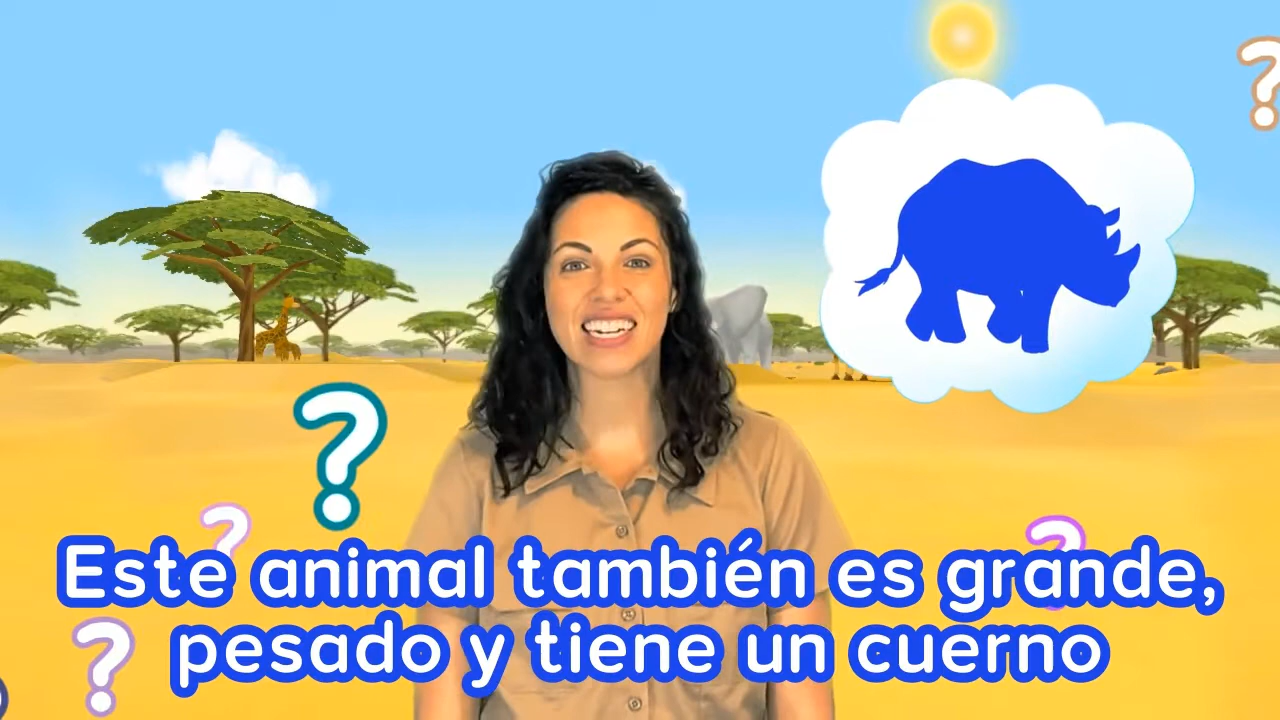 ?
?
?
?
?
Este animal también es grande,
pesado y tiene un cuerno